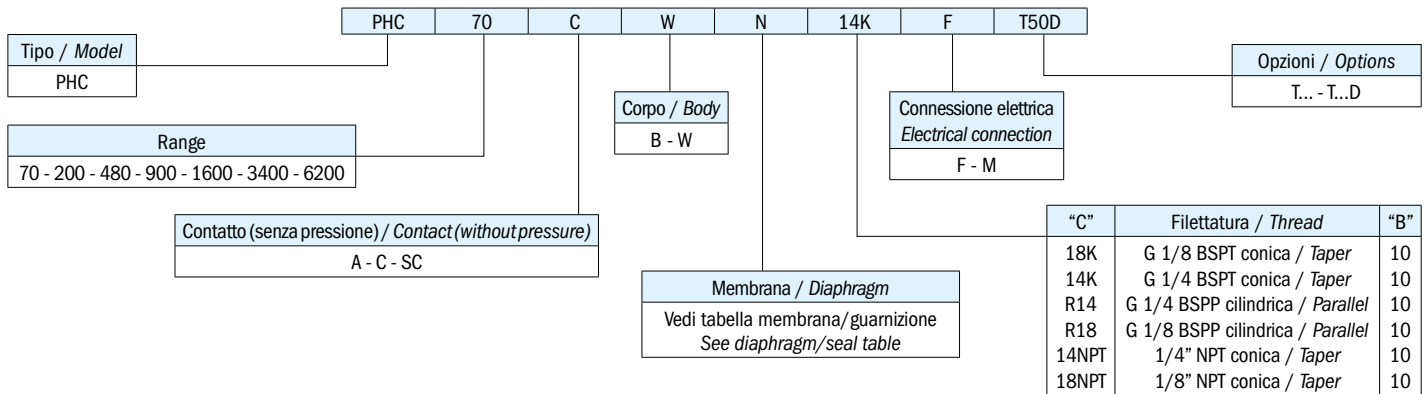 PHC 70 C W N 14K F T50D
Tipo / Model
PHC
Opzioni / Options
T... - T...D
Corpo / Body
B - W
Connessione elettrica
Electrical connection
F - M
Range
70 - 200 - 480 - 900 - 1600 - 3400 - 6200
Contatto (senza pressione) / Contact (without pressure)
A - C - SC
Membrana / Diaphragm
Vedi tabella membrana/guarnizione
See diaphragm/seal table
“C” Filettatura / Thread “B”
18K G 1/8 BSPT conica / Taper 10
14K G 1/4 BSPT conica / Taper 10
R14 G 1/4 BSPP cilindrica / Parallel 10
R18 G 1/8 BSPP cilindrica / Parallel 10
14NPT 1/4” NPT conica / Taper 10
18NPT 1/8” NPT conica / Taper 10